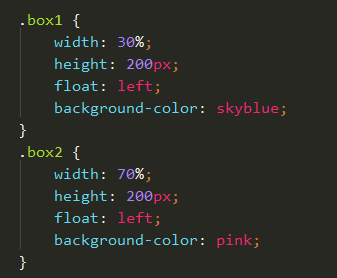 .box1 {
    width: 30%;
    height: 200px;
    float: left;
    background-color: skyblue;
}
.box2 {
    width: 70%;
    height: 200px;
    float: left;
    background-color: pink;
}